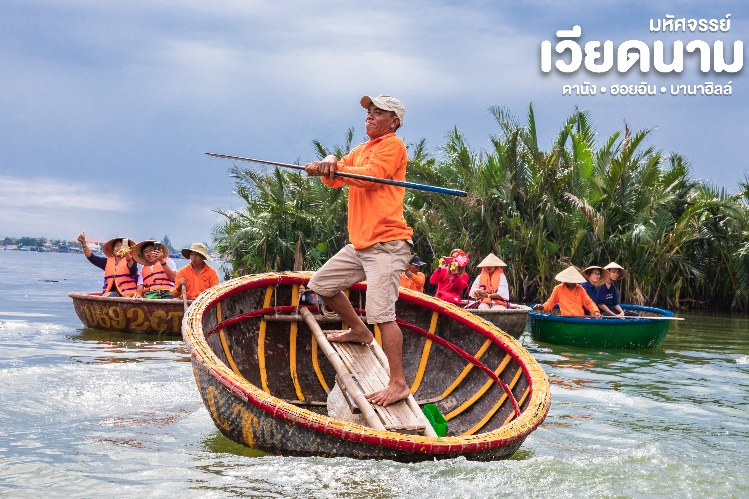 มหัศจรรย์
เวียดนาม
ดานัง • ฮอยอัน • บานาฮิลล์